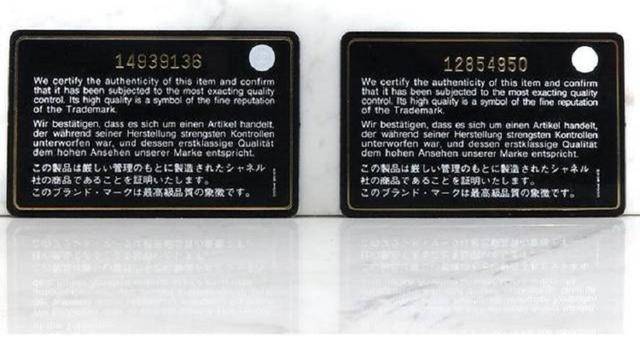 14939136
We certify the authenticity of this item and confirm
that it has been subjected to the most exacting quality
control. Its high quality is a symbol of the fine reputation
of the Trademark.
Wir bestätigen, dass es sich um einen Artikel handelt,
der während seiner Herstellung strengsten Kontrollen
unterworfen war, und dessen erstklassige Qualität
dem hohen Ansehen unserer Marke entspricht.
この製品は厳しい管理のもとに製造されたシャネル
社の商品であることを証明いたします。
このブランド・マークは最高級品質の象徴です。
12854950
We certify the authenticity of this item and confirm
that it has been subjected to the most exacting quality
control. Its high quality is a symbol of the fine reputation
of the Trademark.
Wir bestätigen, dass es sich um einen Artikel handelt,
der während seiner Herstellung strengsten Kontrollen
unterworfen war, und dessen erstklassige Qualität
dem hohen Ansehen unserer Marke entspricht.
この製品は厳しい管理のもとに製造されたシャネル
社の商品であることを証明いたします。
このブランド・マークは最高級品質の象徴です。